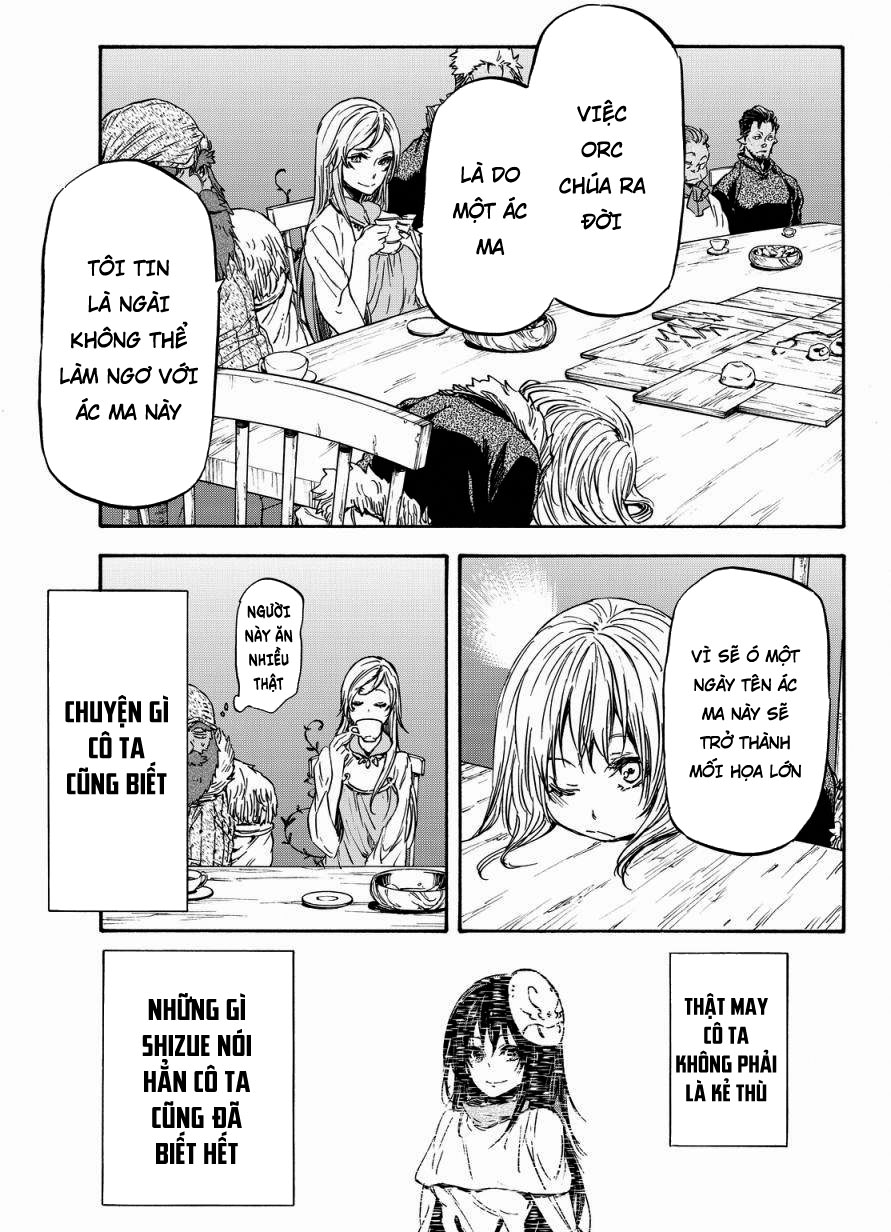 VIỆC
ORC
CHÚA RA
ĐỜI
LÀ DO
MỘT ÁC
MA
TÔI TIN
LÀ NGÀI
KHÔNG THỂ
LÀM NGƠ VỚI
ÁC MA NÀY
VÌ SẼ Ó MỘT
NGÀY TÊN ÁC
MA NÀY SẼ
TRỞ THÀNH
MỐI HỌA LỚN
NGƯỜI
NÀY ĂN
NHIỀU
THẬT
CHUYỆN GÌ
CÔ TA
CŨNG BIẾT
THẬT MAY
CÔ TA
KHÔNG PHẢI
LÀ KẺ THÙ
NHỮNG GÌ
SHIZUE NÓI
HẲN CÔ TA
CŨNG ĐÃ
BIẾT HẾT